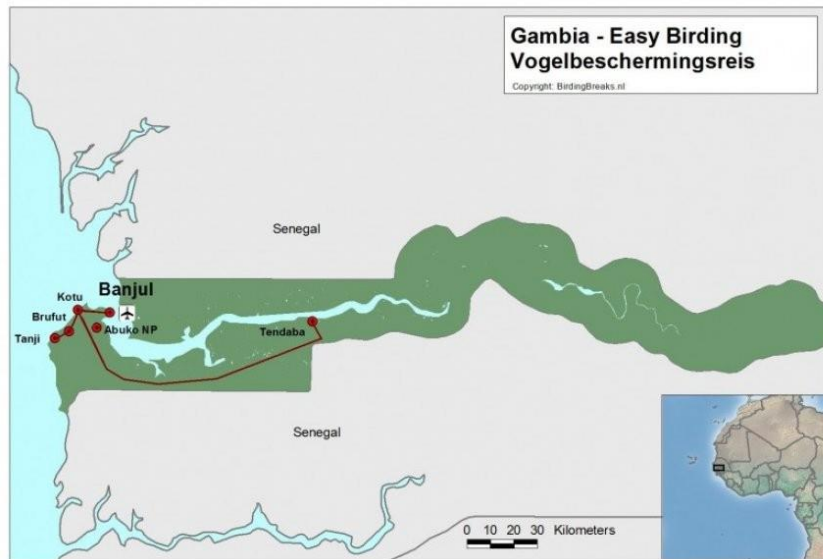 Gambia - Easy Birding
Vogelbeschermingsreis
Copyright: BirdingBreaks.nl
Senegal
Banjul
Kotu
Brufut
Abuko NP
Tanji
Tendaba
Senegal
0 10 20 30 Kilometers